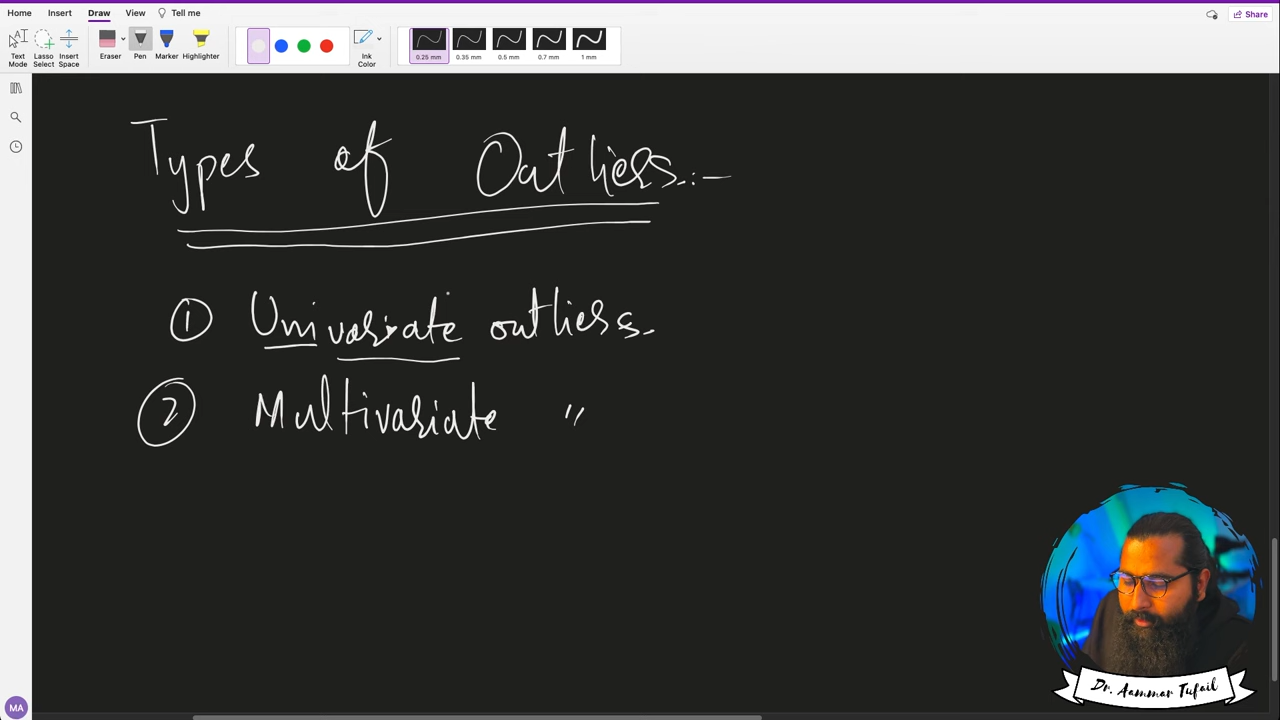 Home Insert Draw View Tell me
Share
Text Mode Lasso Select Insert Space Eraser Pen Marker Highlighter Ink Color 0.25 mm 0.35 mm 0.5 mm 0.7 mm 1 mm
Types of Outliers.:-
① Univariate outliers.
② Multivariate "
Dr. Aammar Tufail
MA